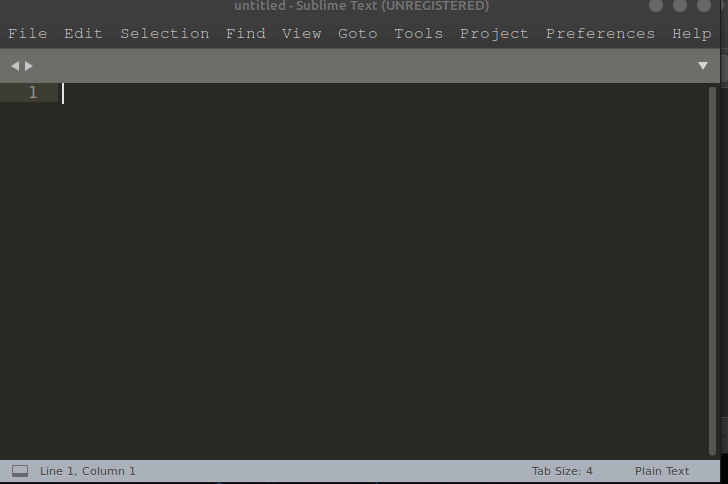 untitled - Sublime Text (UNREGISTERED)
File Edit Selection Find View Goto Tools Project Preferences Help
1
Line 1, Column 1 Tab Size: 4 Plain Text